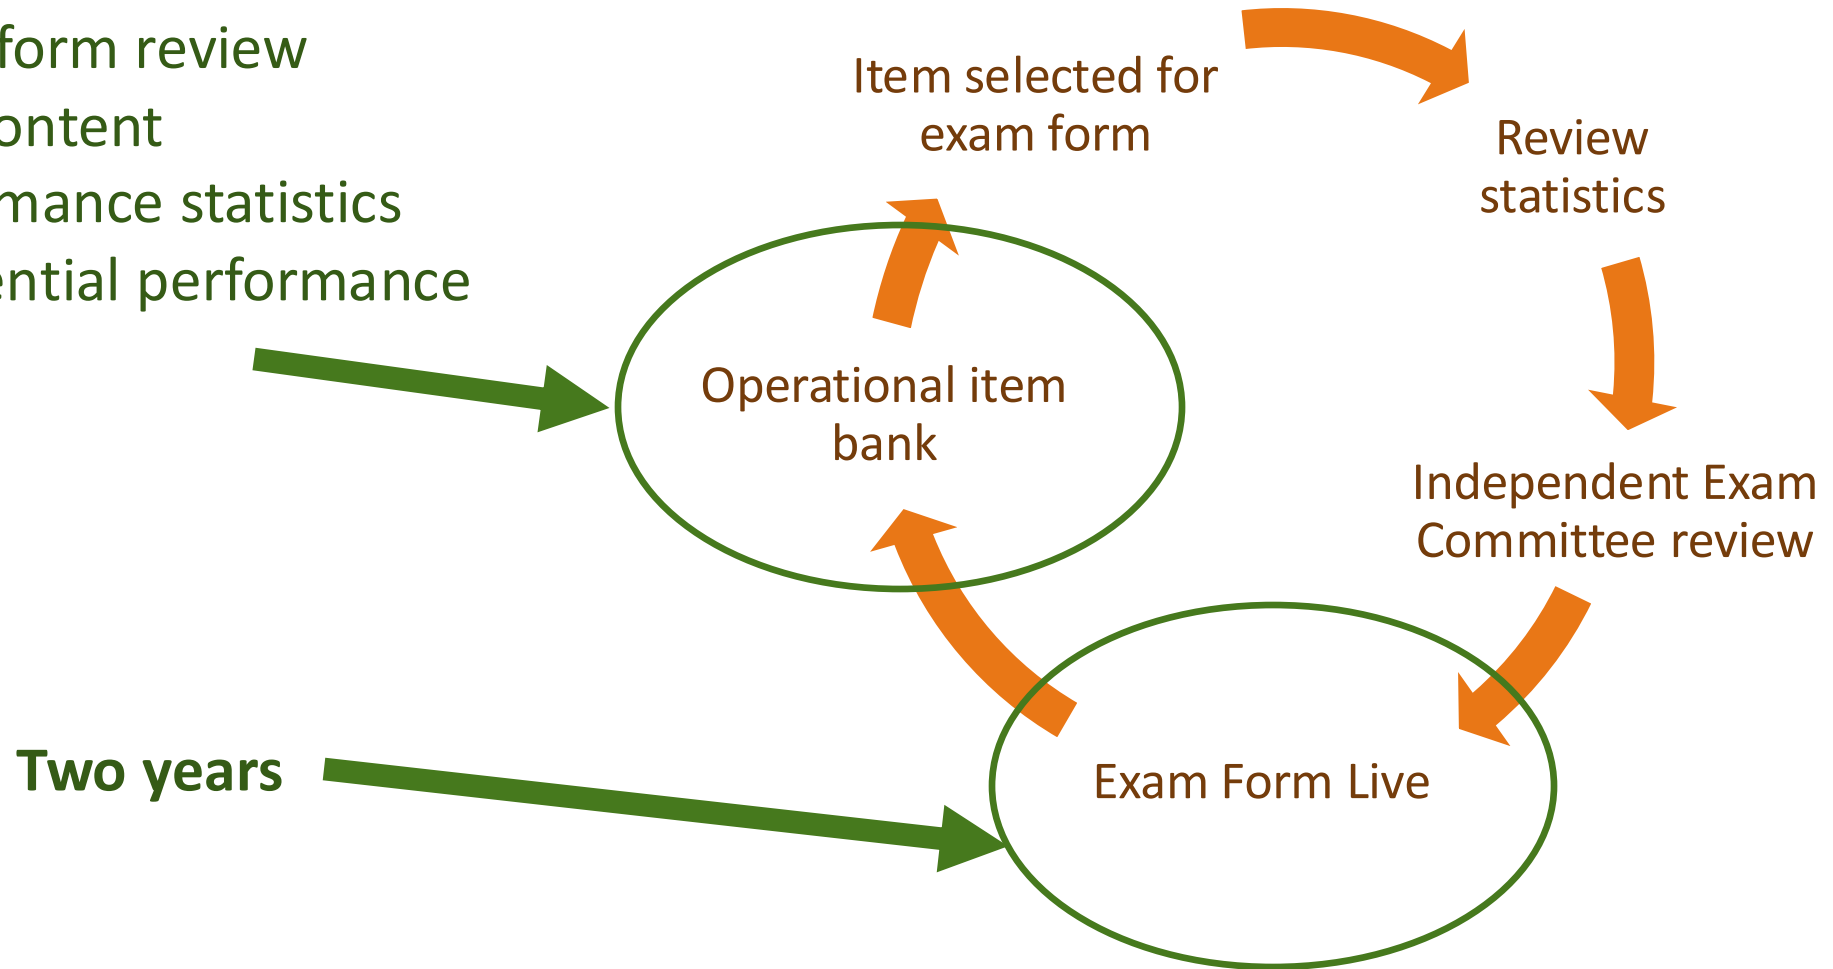 form review
ontent
mance statistics
ential performance
Item selected for
exam form
Review
statistics
Operational item
bank
Independent Exam
Committee review
Two years
Exam Form Live